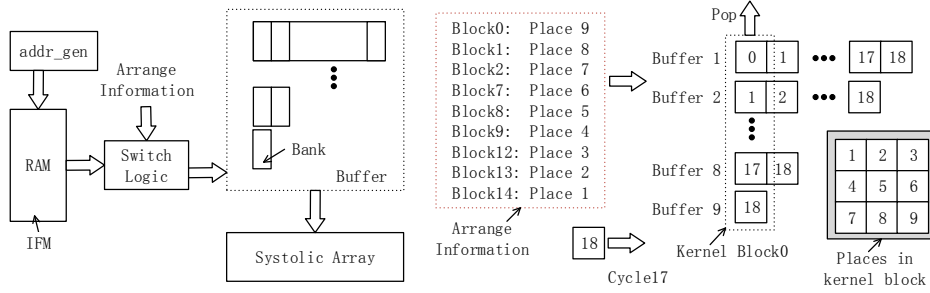 addr_gen
Arrange
Information
RAM
Switch
Logic
IFM
Bank
Buffer
Systolic Array
Block0: Place 9
Block1: Place 8
Block2: Place 7
Block7: Place 6
Block8: Place 5
Block9: Place 4
Block12: Place 3
Block13: Place 2
Block14: Place 1
Arrange
Information
18
Cycle17
Pop
Buffer 1 0 1 17 18
Buffer 2 1 2 18
Buffer 8 17 18
Buffer 9 18
Kernel Block0
1 2 3
4 5 6
7 8 9
Places in
kernel block